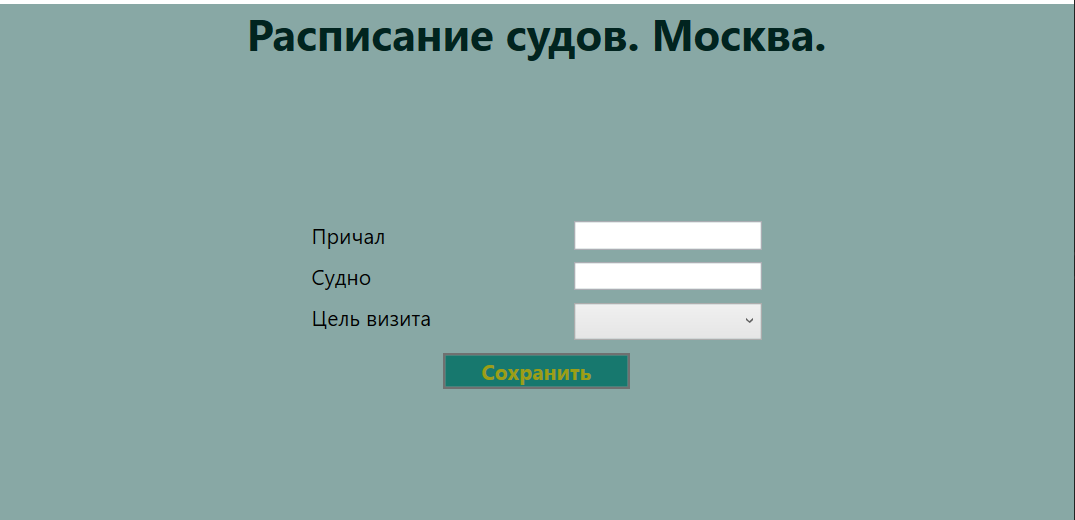 Расписание судов. Москва.
Причал
Судно
Цель визита
Сохранить